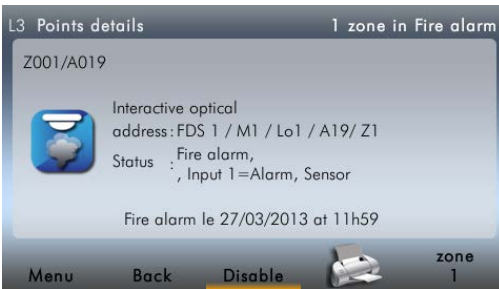 L3 Points details 1 zone in Fire alarm
Z001/A019
Interactive optical
address : FDS 1 / M1 / Lo1 / A19/ Z1
Status : Fire alarm,
, Input 1=Alarm, Sensor
Fire alarm le 27/03/2013 at 11h59
Menu Back Disable zone
1